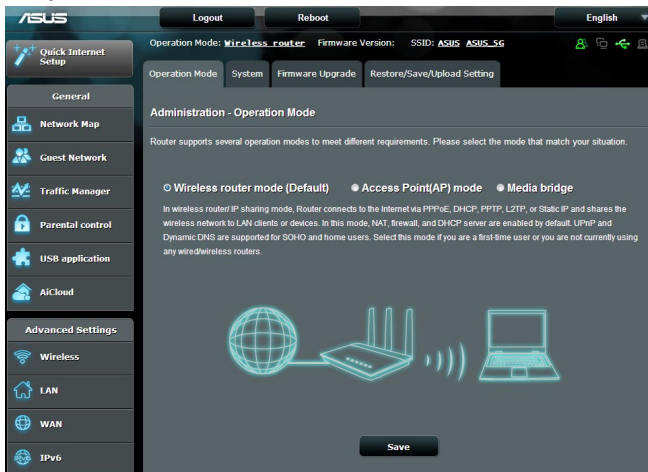 ASUS
Logout
Reboot
English
Quick Internet
Setup
Operation Mode: Wireless router Firmware Version: SSID: ASUS ASUS_5G
Operation Mode
System
Firmware Upgrade
Restore/Save/Upload Setting
General
Network Map
Guest Network
Traffic Manager
Parental control
USB application
AiCloud
Advanced Settings
Wireless
LAN
WAN
IPv6
Administration - Operation Mode
Router supports several operation modes to meet different requirements. Please select the mode that match your situation.
Wireless router mode (Default) Access Point(AP) mode Media bridge
In wireless router/ IP sharing mode, Router connects to the Internet via PPPoE, DHCP, PPTP, L2TP, or Static IP and shares the
wireless network to LAN clients or devices. In this mode, NAT, firewall, and DHCP server are enabled by default. UPnP and
Dynamic DNS are supported for SOHO and home users. Select this mode if you are a first-time user or you are not currently using
any wired/wireless routers.
Save